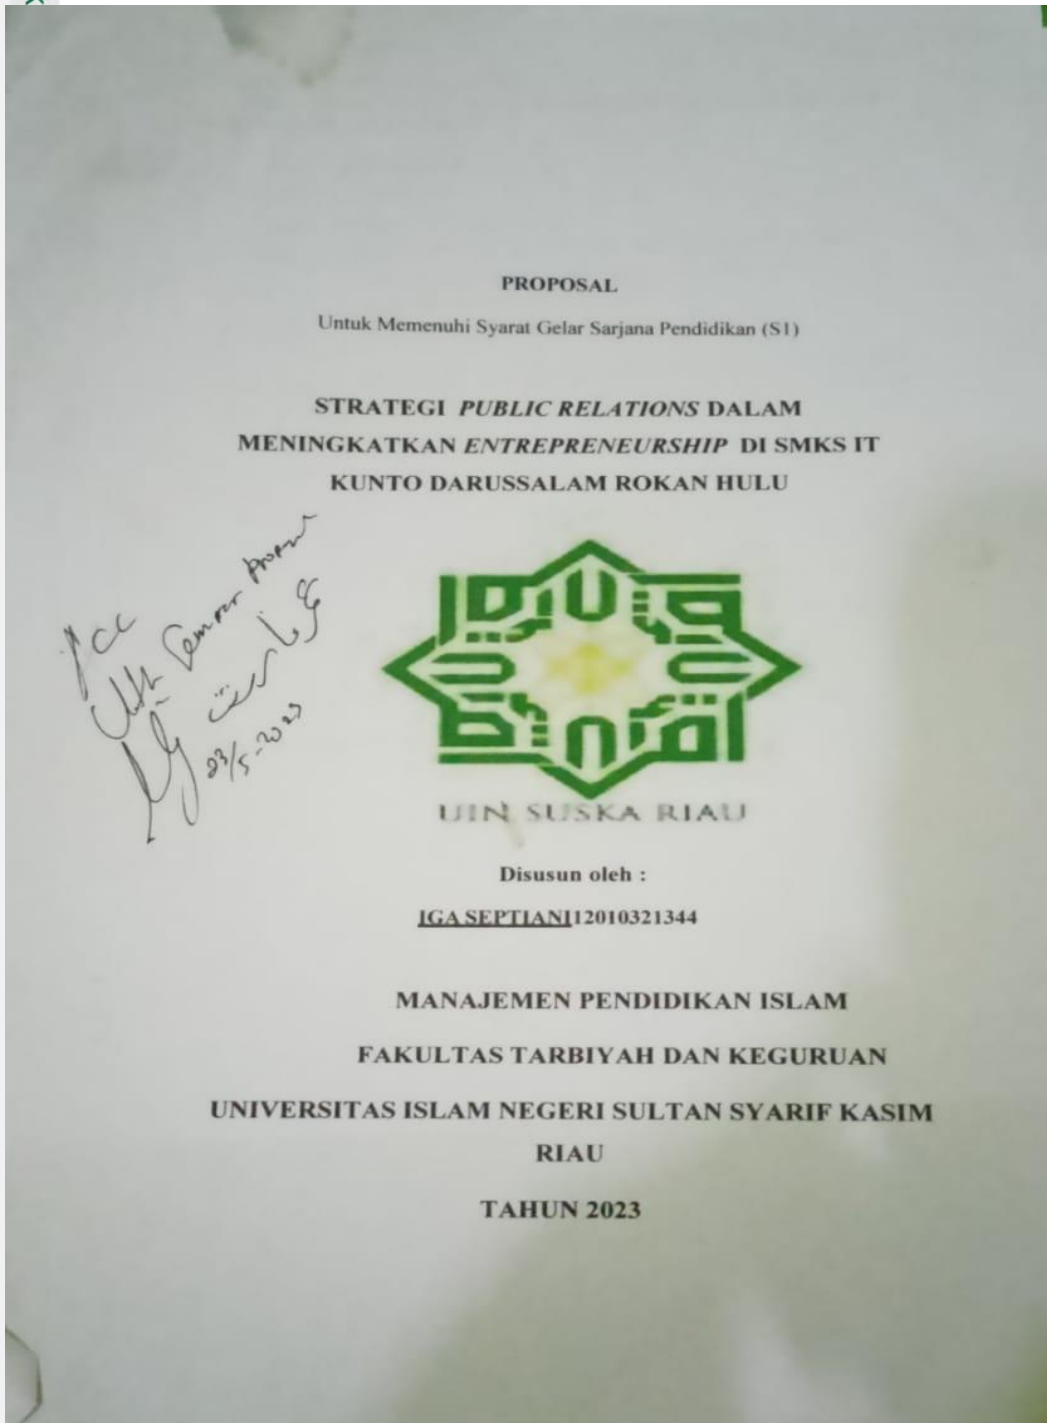 PROPOSAL
Untuk Memenuhi Syarat Gelar Sarjana Pendidikan (S1)
STRATEGI PUBLIC RELATIONS DALAM
MENINGKATKAN ENTREPRENEURSHIP DI SMKS IT
KUNTO DARUSSALAM ROKAN HULU
Acc
23/5-2023
UIN SUSKA RIAU
Disusun oleh :
IGA SEPTIANI12010321344
MANAJEMEN PENDIDIKAN ISLAM
FAKULTAS TARBIYAH DAN KEGURUAN
UNIVERSITAS ISLAM NEGERI SULTAN SYARIF KASIM
RIAU
TAHUN 2023